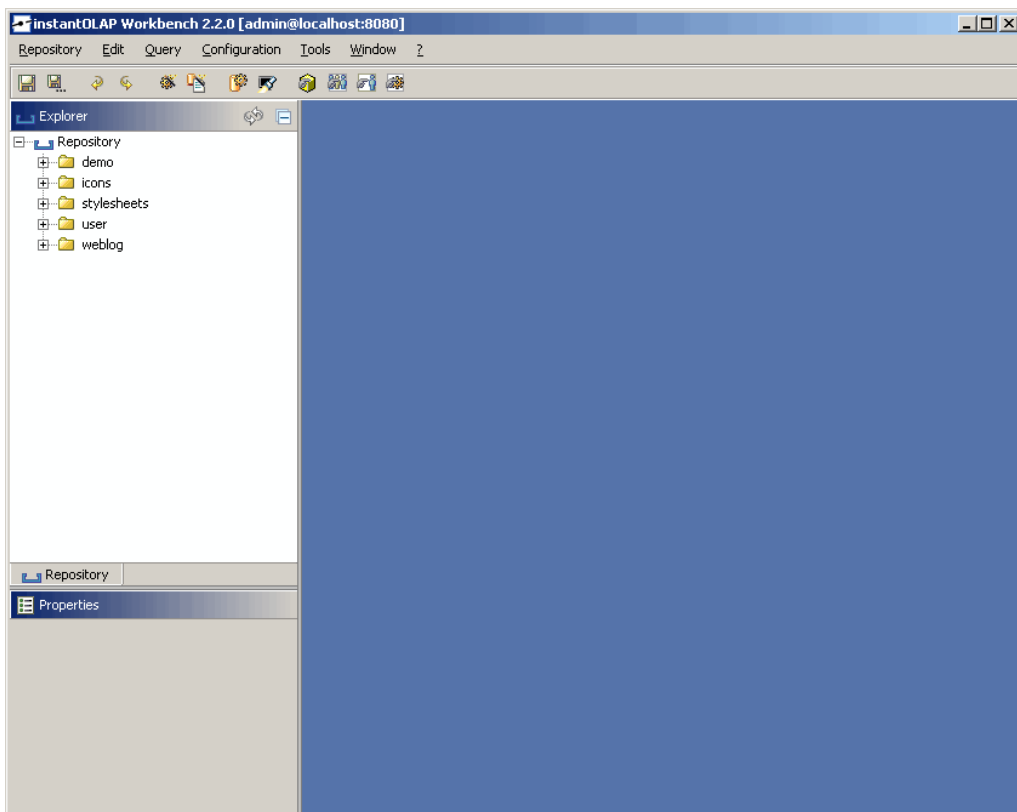 instantOLAP Workbench 2.2.0 [admin@localhost:8080]
Repository Edit Query Configuration Tools Window ?
Explorer
Repository
demo
icons
stylesheets
user
weblog
Repository
Properties